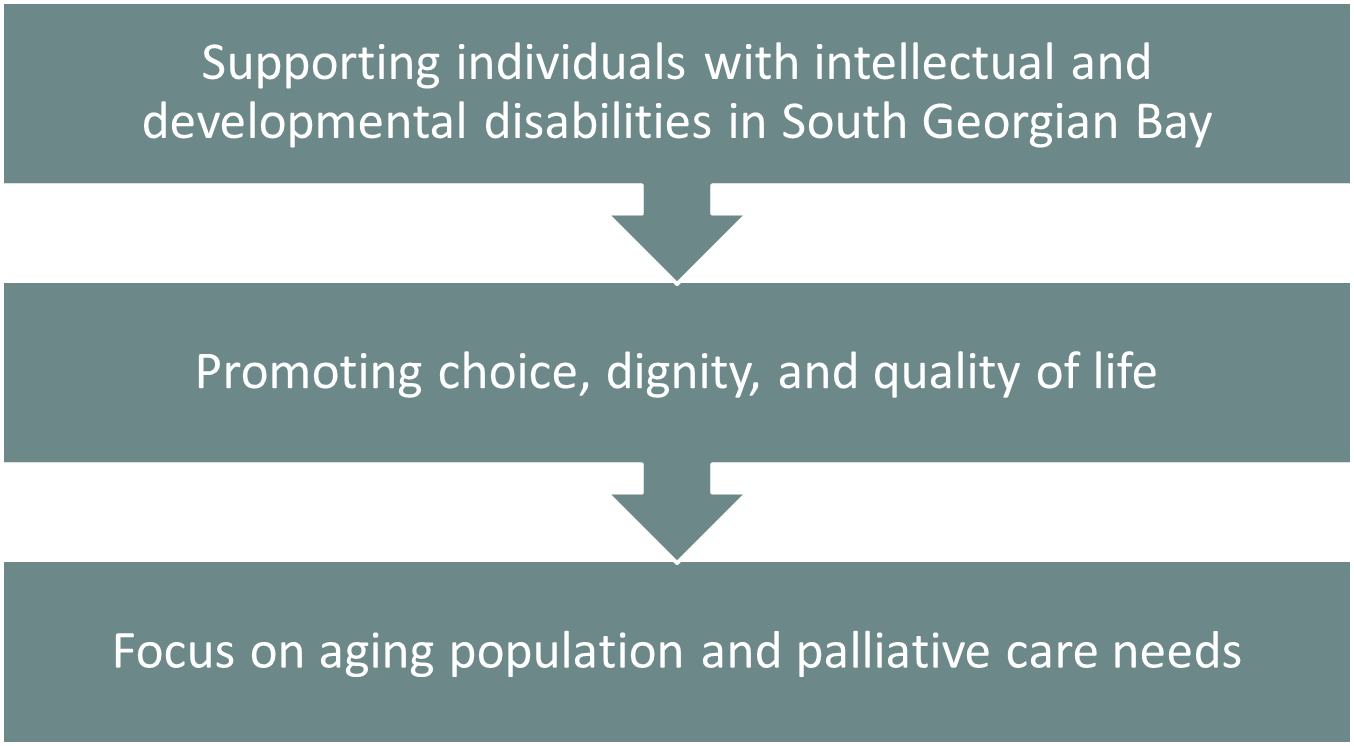 Supporting individuals with intellectual and
developmental disabilities in South Georgian Bay
Promoting choice, dignity, and quality of life
Focus on aging population and palliative care needs